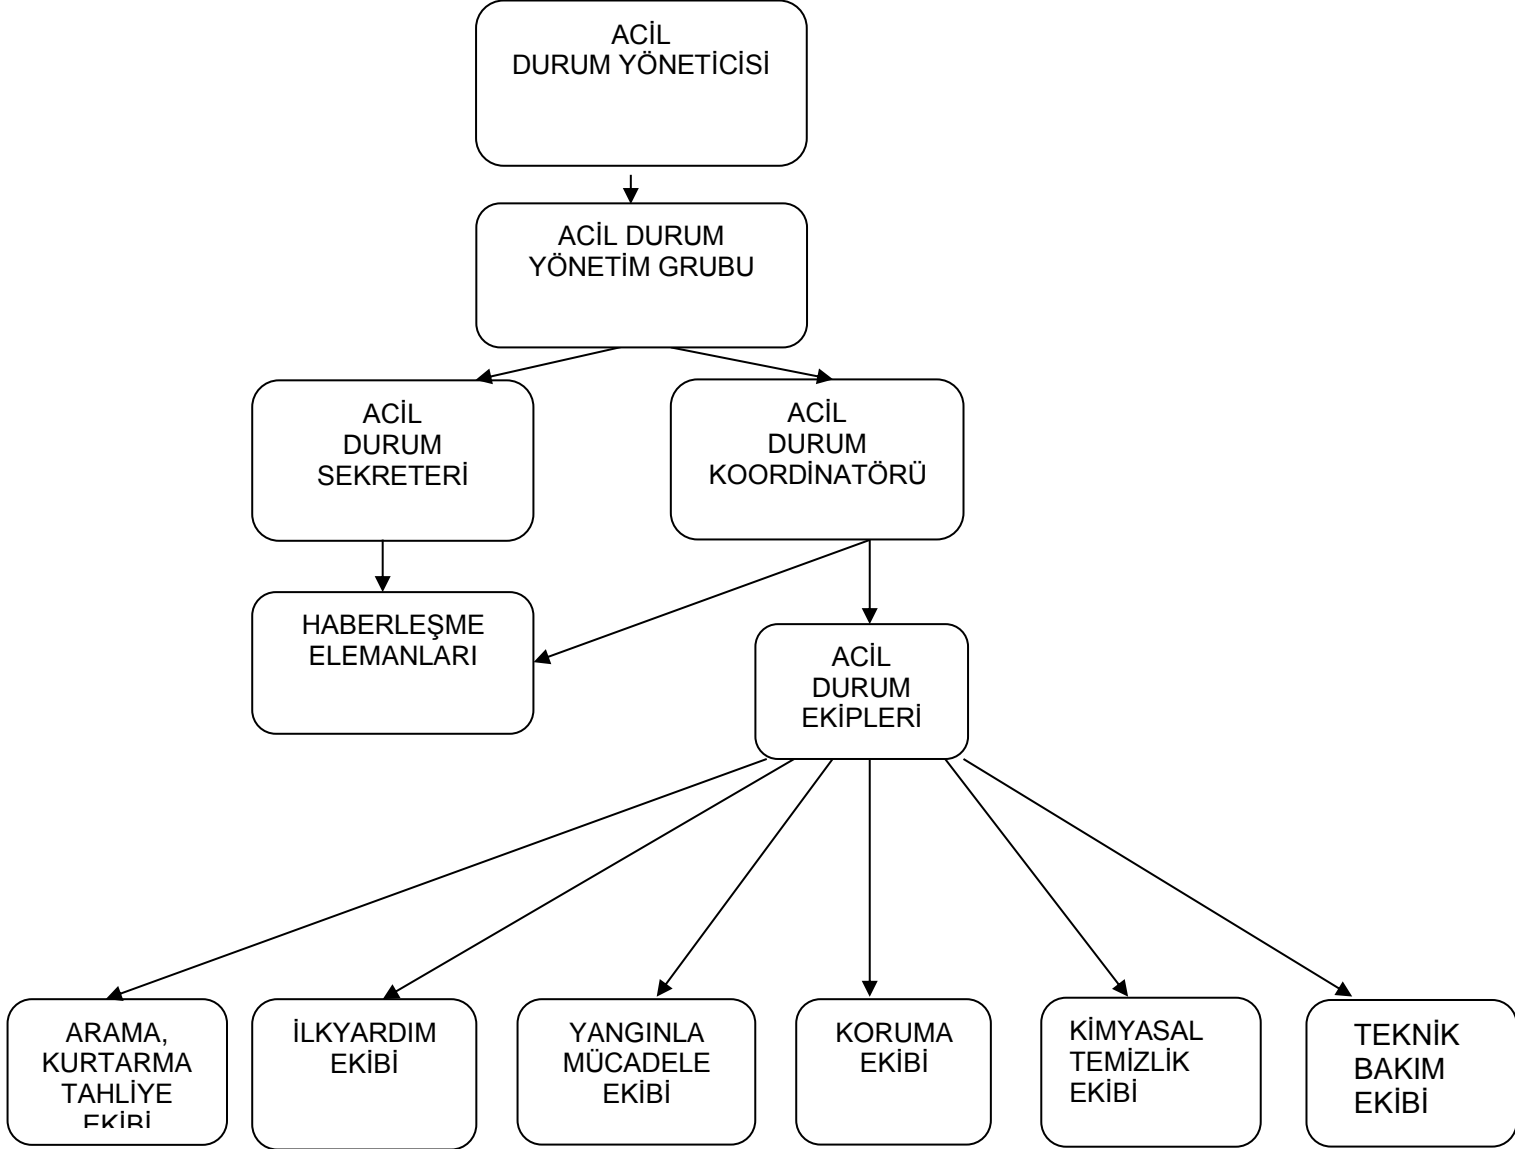 ACİL
DURUM YÖNETİCİSİ
ACİL DURUM
YÖNETİM GRUBU
ACİL
DURUM
SEKRETERİ
ACİL
DURUM
KOORDİNATÖRÜ
HABERLEŞME
ELEMANLARI
ACİL
DURUM
EKİPLERİ
ARAMA,
KURTARMA
TAHLİYE
EKİBİ
İLKYARDIM
EKİBİ
YANGINLA
MÜCADELE
EKİBİ
KORUMA
EKİBİ
KİMYASAL
TEMİZLİK
EKİBİ
TEKNİK
BAKIM
EKİBİ